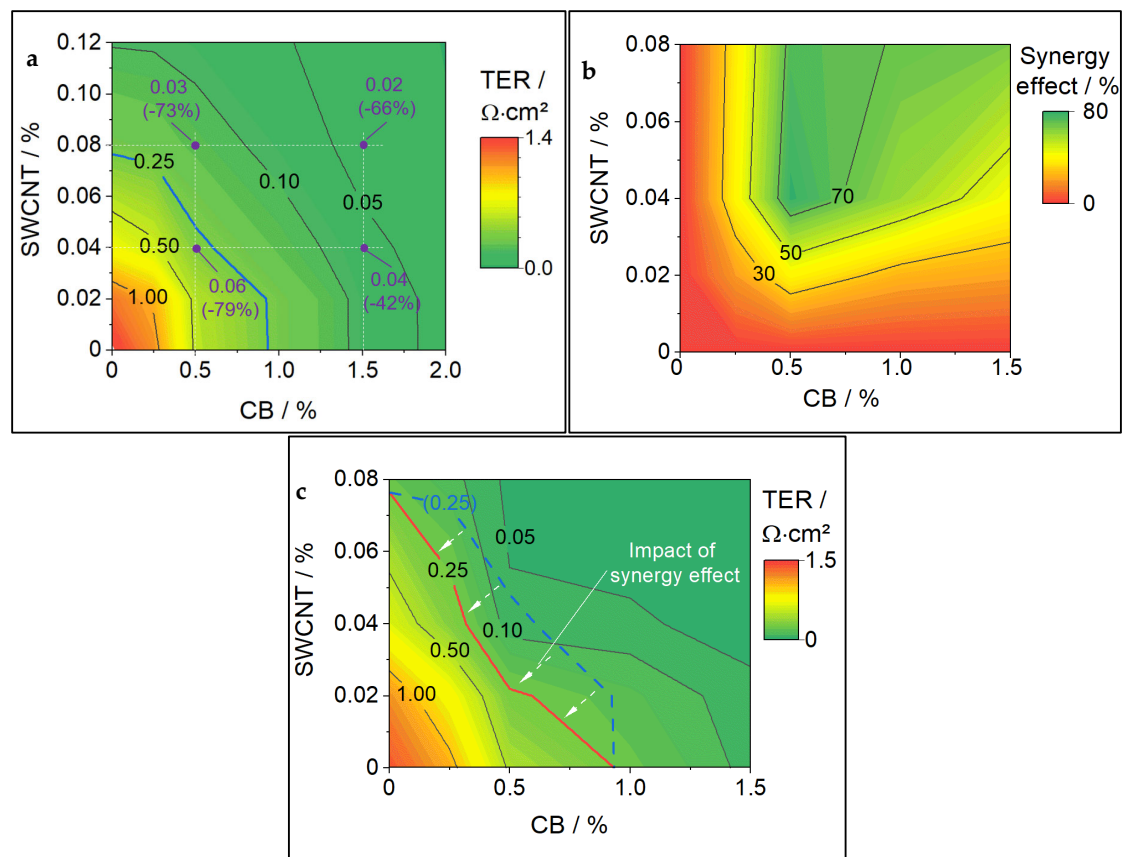 a
0.12
0.10
0.08
0.06
0.04
0.02
0
SWCNT / %
0.03
(-73%)
0.02
(-66%)
0.25
0.10
0.05
0.50
0.06
(-79%)
0.04
(-42%)
1.00
0 0.5 1.0 1.5 2.0
CB / %
TER /
Ω·cm²
1.4
0.0
b
0.08
0.06
0.04
0.02
0
SWCNT / %
70
50
30
0 0.5 1.0 1.5
CB / %
Synergy
effect / %
80
0
c
0.08
0.06
0.04
0.02
0
SWCNT / %
(0.25)
0.05
Impact of
synergy effect
0.25
0.10
0.50
1.00
0 0.5 1.0 1.5
CB / %
TER /
Ω·cm²
1.5
0